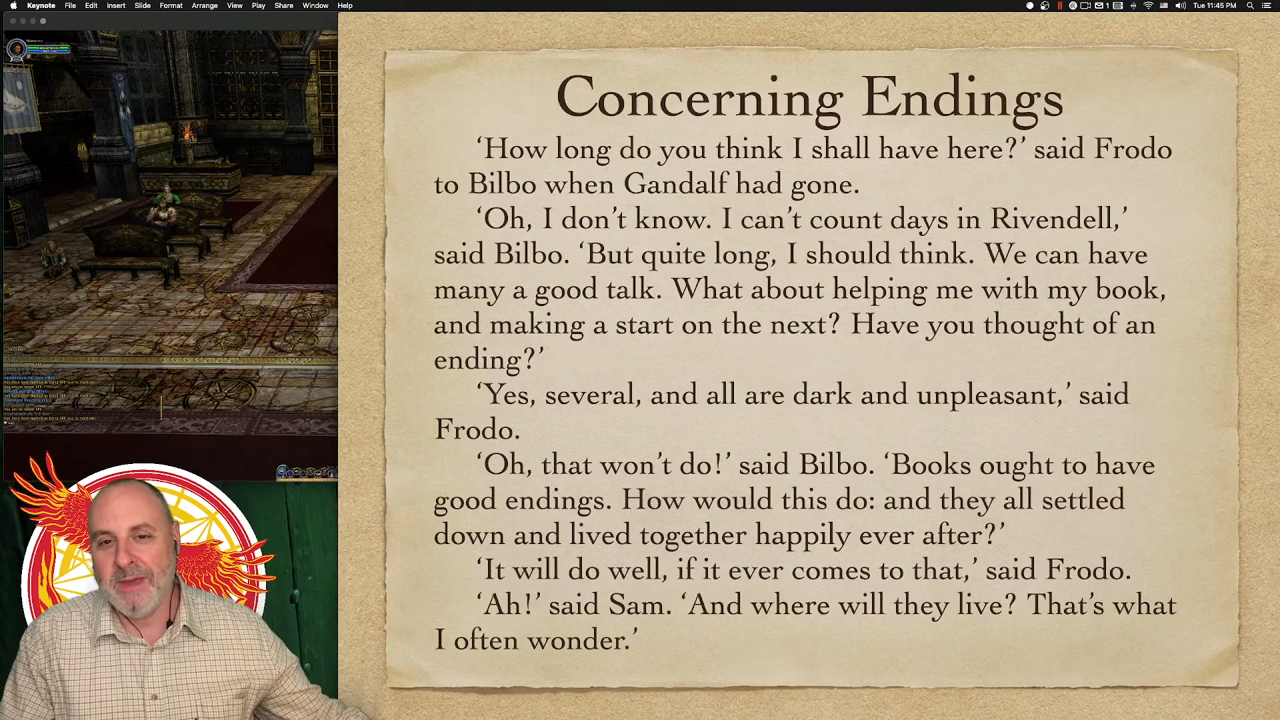 Keynote File Edit Insert Slide Format Arrange View Play Share Window Help
1 Tue 11:45 PM
Concerning Endings
‘How long do you think I shall have here?’ said Frodo
to Bilbo when Gandalf had gone.
‘Oh, I don’t know. I can’t count days in Rivendell,’
said Bilbo. ‘But quite long, I should think. We can have
many a good talk. What about helping me with my book,
and making a start on the next? Have you thought of an
ending?’
‘Yes, several, and all are dark and unpleasant,’ said
Frodo.
‘Oh, that won’t do!’ said Bilbo. ‘Books ought to have
good endings. How would this do: and they all settled
down and lived together happily ever after?’
‘It will do well, if it ever comes to that,’ said Frodo.
‘Ah!’ said Sam. ‘And where will they live? That’s what
I often wonder.’